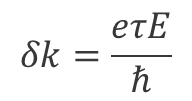 δk = eτE / ħ